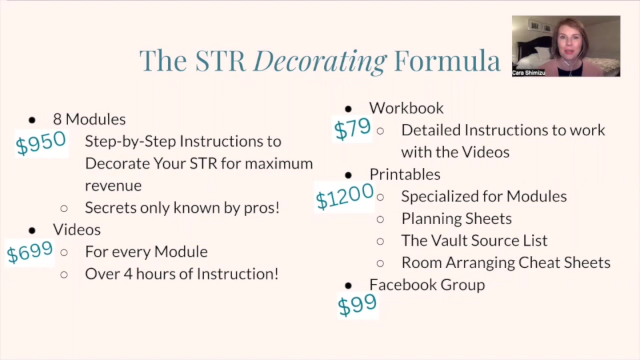 The STR Decorating Formula
Cera Shimizu
8 Modules
$950
Step-by-Step Instructions to
Decorate Your STR for maximum
revenue
Secrets only known by pros!
Videos
$699
For every Module
Over 4 hours of Instruction!
Workbook
$79
Detailed Instructions to work
with the Videos
Printables
$1200
Specialized for Modules
Planning Sheets
The Vault Source List
Room Arranging Cheat Sheets
Facebook Group
$99